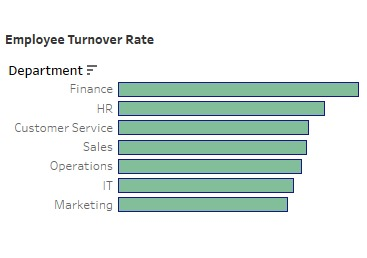 Employee Turnover Rate
Department
Finance
HR
Customer Service
Sales
Operations
IT
Marketing